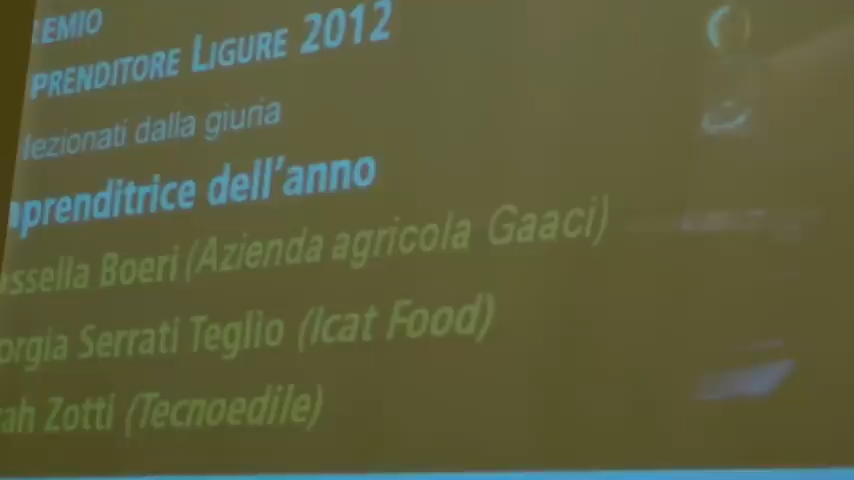 REMIO
PRENDITORE LIGURE 2012
lezionati dalla giuria
prenditrice dell'anno
ssella Boeri (Azienda agricola Gaaci)
orgia Serrati Teglio (Icat Food)
ah Zotti (Tecnoedile)